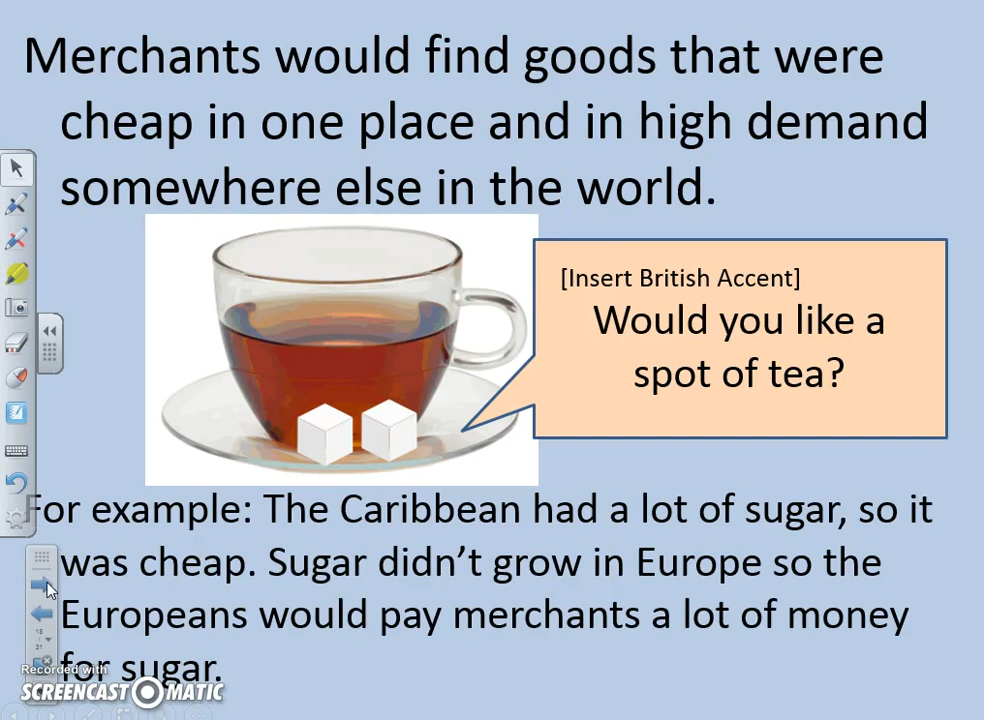 Merchants would find goods that were
cheap in one place and in high demand
somewhere else in the world.
[Insert British Accent]
Would you like a
spot of tea?
For example: The Caribbean had a lot of sugar, so it
was cheap. Sugar didn't grow in Europe so the
Europeans would pay merchants a lot of money
for sugar.
18
/
31
Recorded with
SCREENCAST MATIC